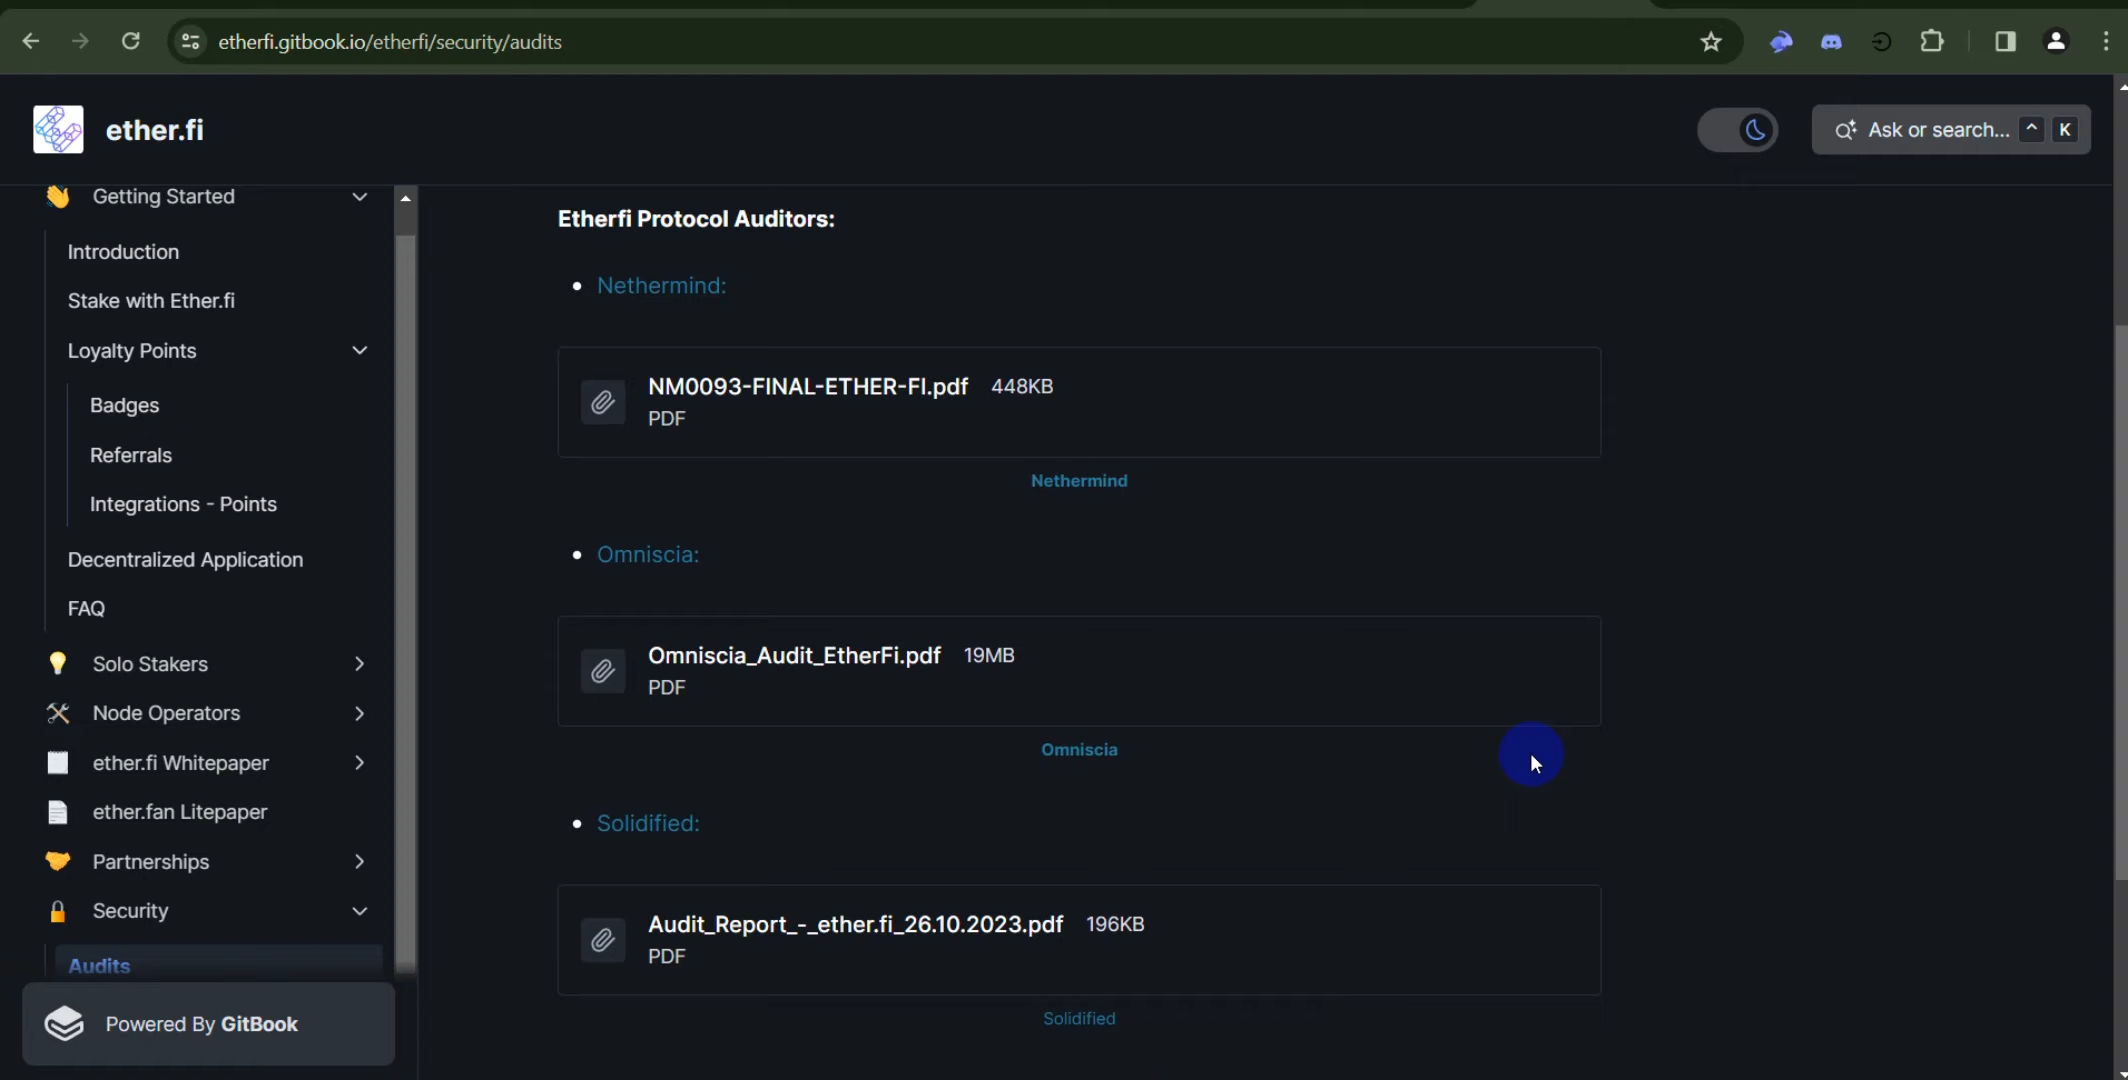 etherfi.gitbook.io/etherfi/security/audits
ether.fi
Ask or search... ^ K
Getting Started
Introduction
Stake with Ether.fi
Loyalty Points
Badges
Referrals
Integrations - Points
Decentralized Application
FAQ
Solo Stakers
Node Operators
ether.fi Whitepaper
ether.fan Litepaper
Partnerships
Security
Audits
Powered By GitBook
Etherfi Protocol Auditors:
• Nethermind:
NM0093-FINAL-ETHER-FI.pdf 448KB
PDF
Nethermind
• Omniscia:
Omniscia_Audit_EtherFi.pdf 19MB
PDF
Omniscia
• Solidified:
Audit_Report_-_ether.fi_26.10.2023.pdf 196KB
PDF
Solidified